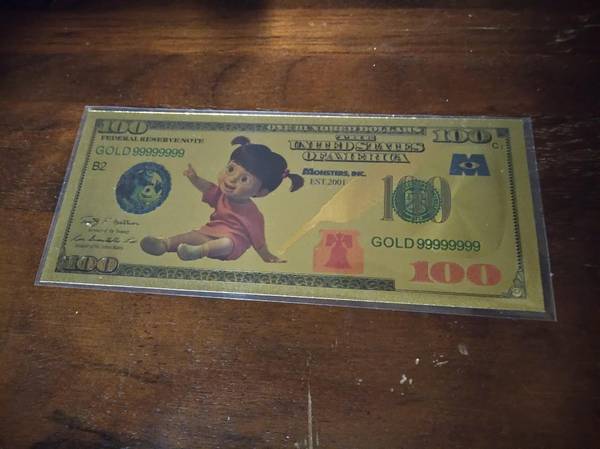 100
ONE HUNDRED DOLLARS
100
FEDERAL RESERVE NOTE
UNITED STATES
OF AMERICA
GOLD 99999999
B2
MONSTERS, INC.
EST.2001
M
100
GOLD 99999999
100
100